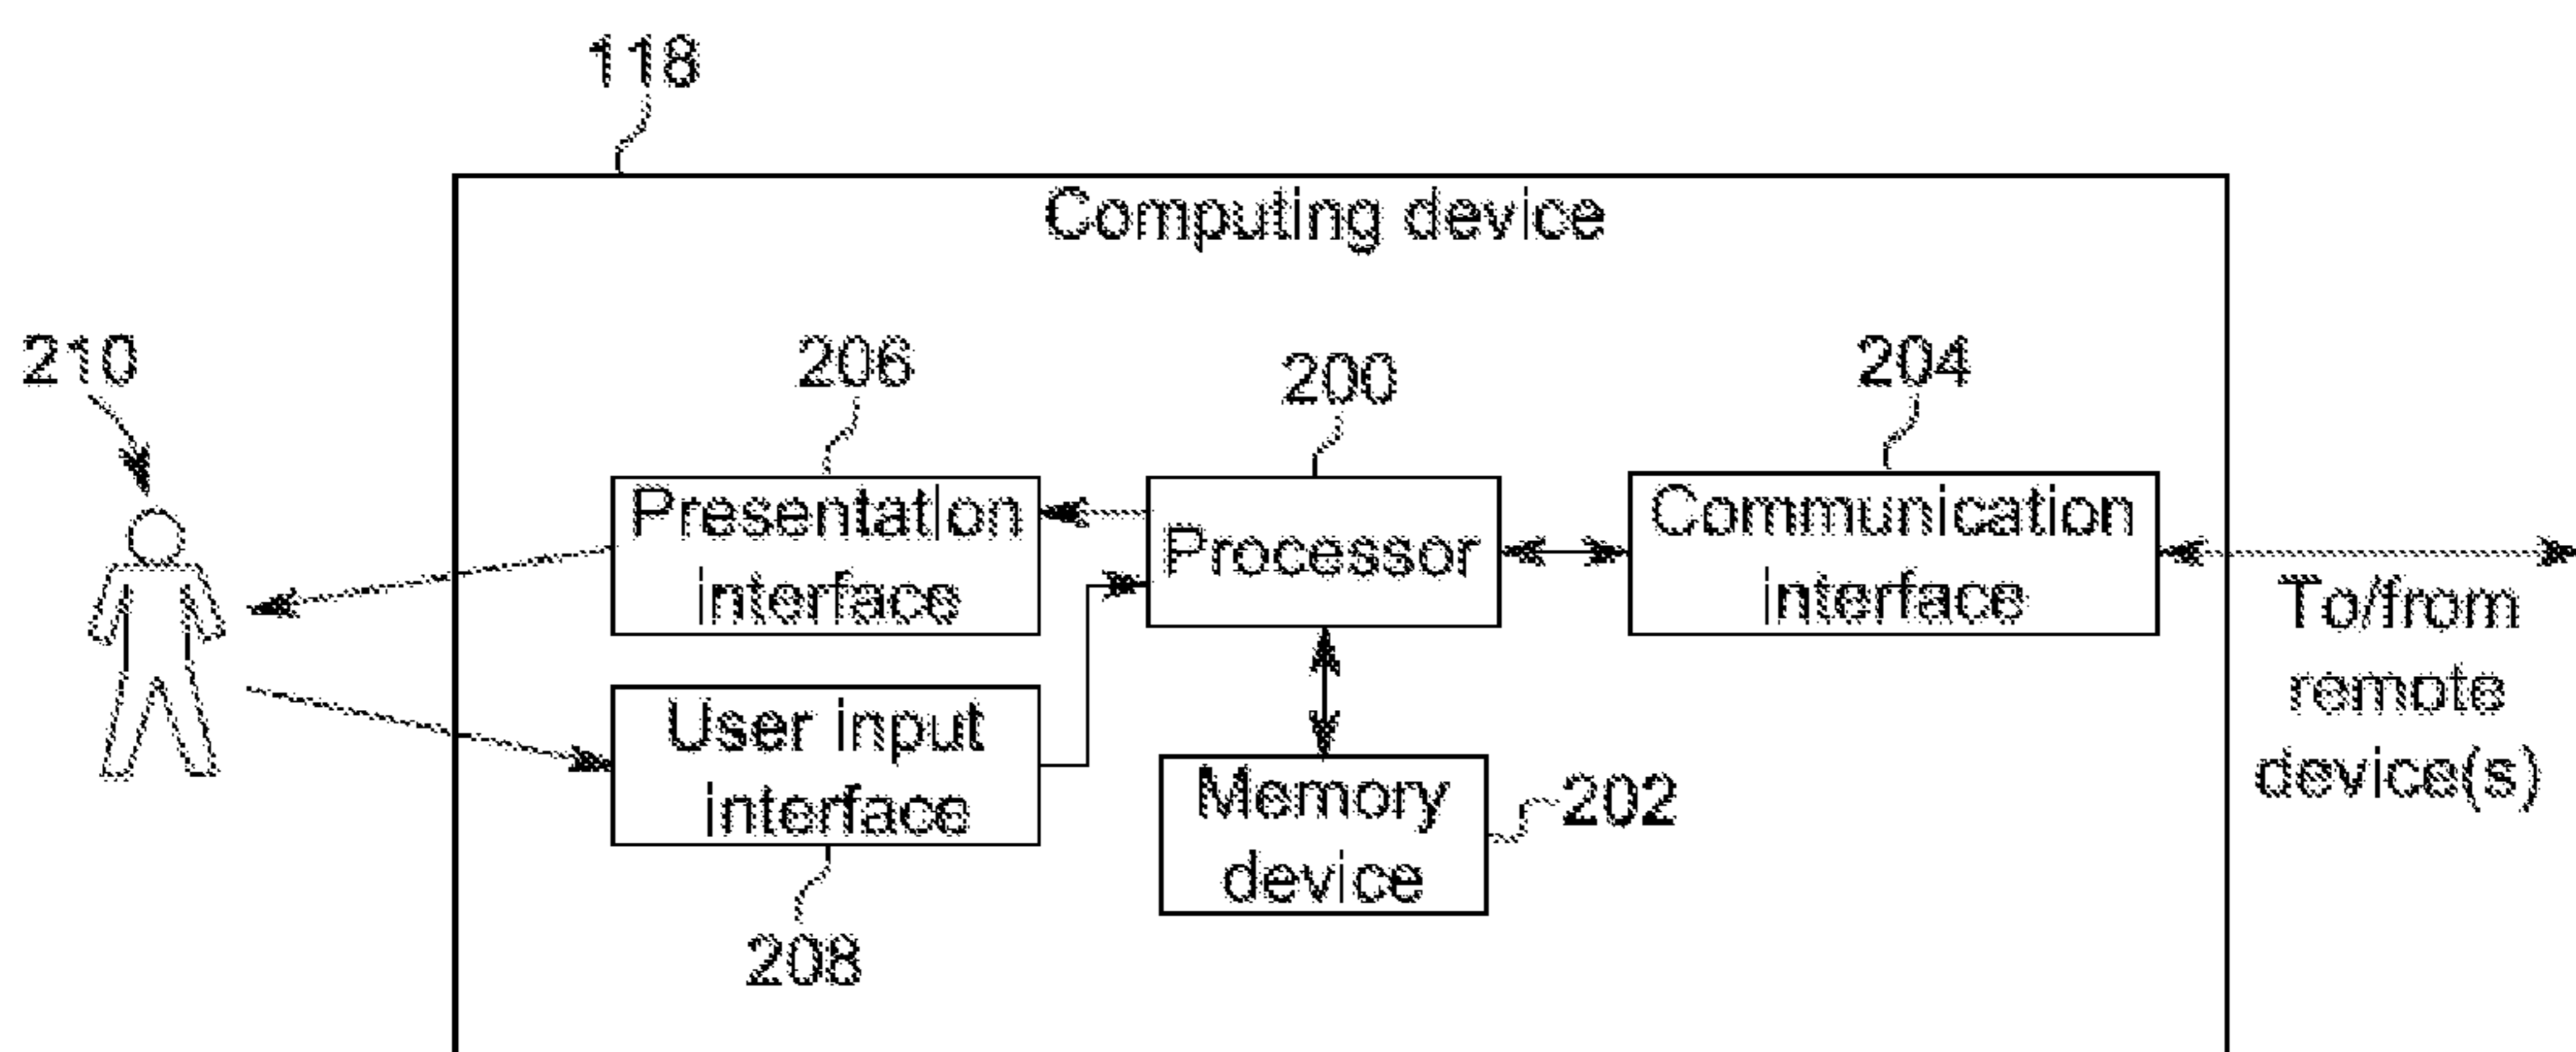 118
Computing device
210
206
200
204
Presentation
interface
Processor
Communication
interface
To/from
remote
device(s)
User input
interface
Memory
device
202
208